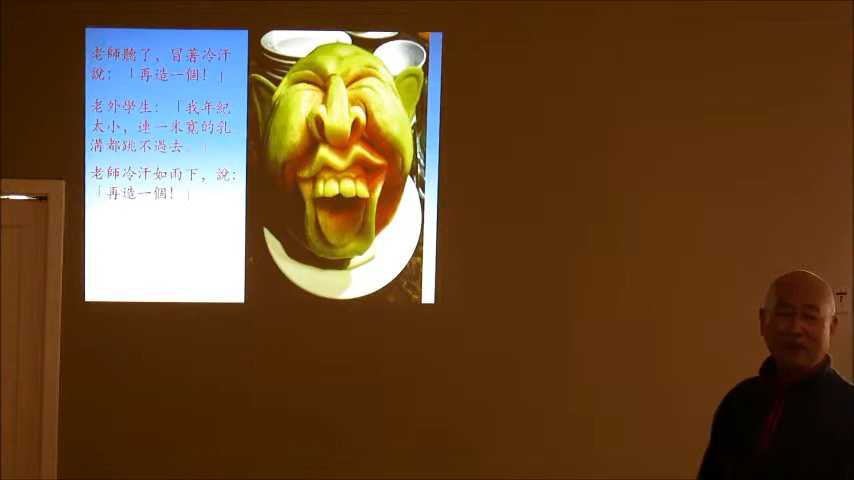 老師聽了，冒著冷汗
說：「再造一個！」
老外學生：「我年紀
太小，連一米寬的乳
溝都跳不過去。」
老師冷汗如雨下，說：
「再造一個！」